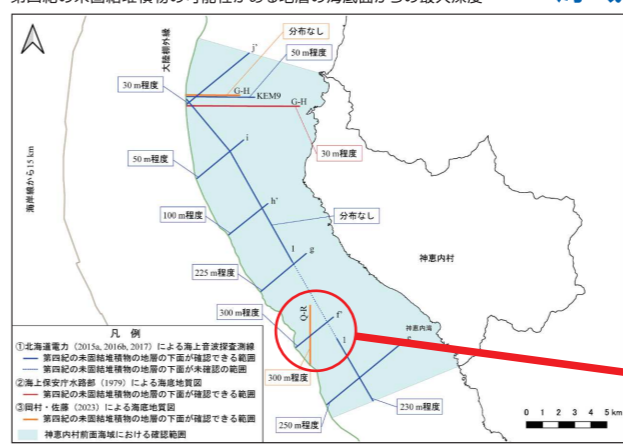 第四紀の未固結堆積物の可能性がある地層の海底面からの最大深度
大陸棚外縁
j'
分布なし
50 m程度
30 m程度
G-H
KEM9
G-H
30 m程度
海岸線から15 km
i
50 m程度
h'
100 m程度
分布なし
1
g
神恵内村
225 m程度
Q-R
300 m程度
f'
神恵内湾
1
300 m程度
230 m程度
250 m程度
凡　例
①北海道電力（2015a, 2016b, 2017）による海上音波探査測線
第四紀の未固結堆積物の地層の下面が確認できる範囲
第四紀の未固結堆積物の地層の下面が未確認の範囲
②海上保安庁水路部（1979）による海底地質図
第四紀の未固結堆積物の地層の下面が確認できる範囲
③岡村・佐藤（2023）による海底地質図
第四紀の未固結堆積物の地層の下面が確認できる範囲
神恵内村前面海域における確認範囲
0 1 2 3 4 5 km